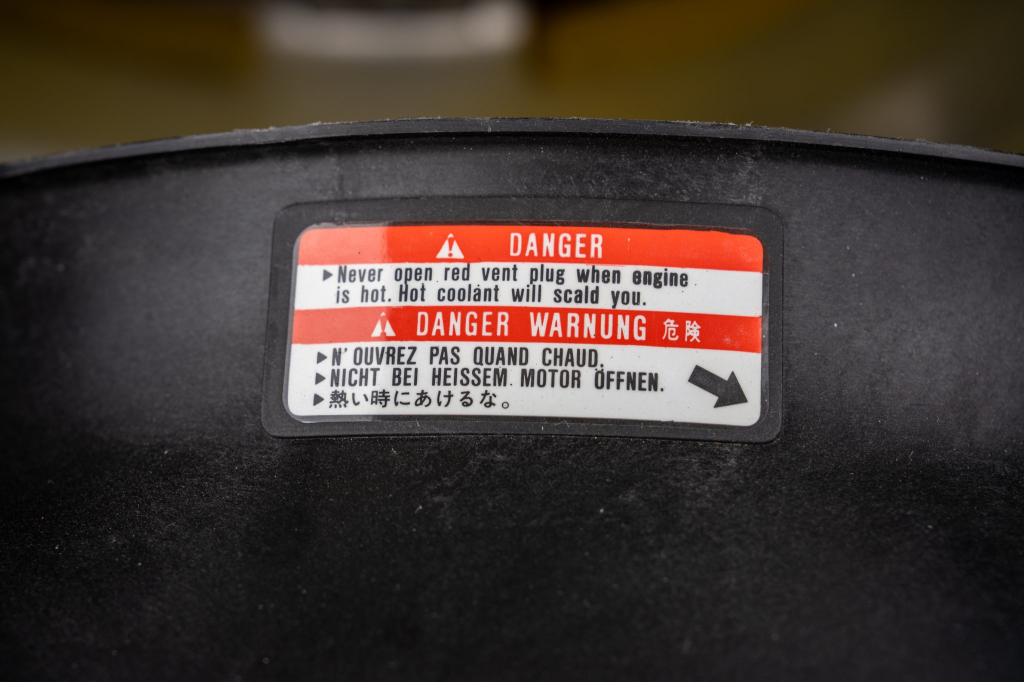 DANGER
▶Never open red vent plug when engine
is hot. Hot coolant will scald you.
DANGER WARNUNG 危険
▶N'OUVREZ PAS QUAND CHAUD.
▶NICHT BEI HEISSEM MOTOR ÖFFNEN.
▶熱い時にあけるな。